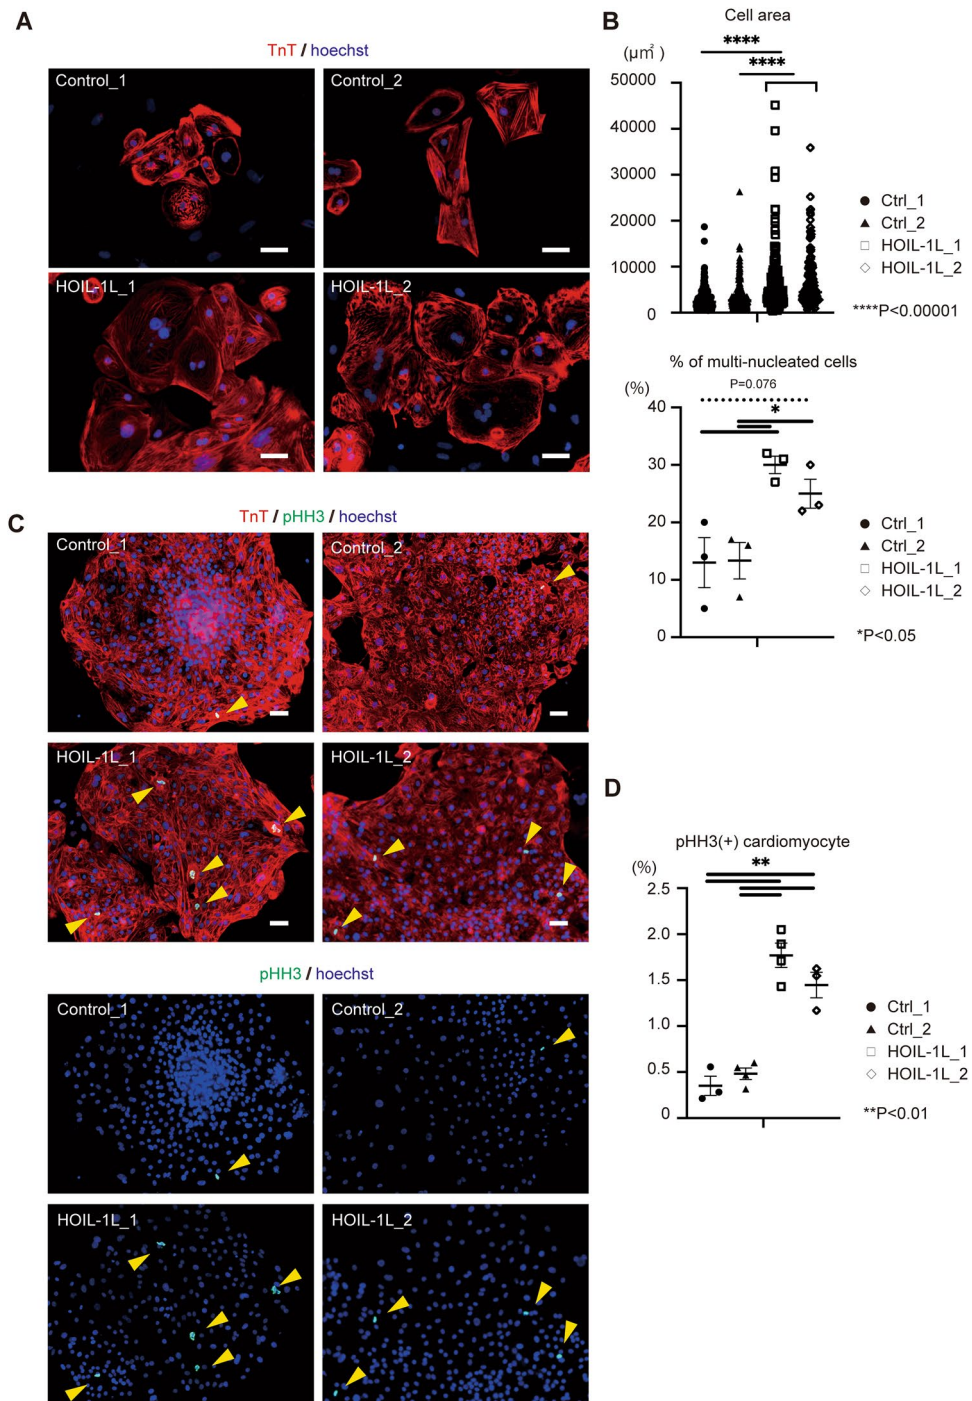 A
TnT / hoechst
Control_1
Control_2
HOIL-1L_1
HOIL-1L_2
B
Cell area
(μm²)
****
****
50000
40000
30000
20000
10000
0
Ctrl_1
Ctrl_2
HOIL-1L_1
HOIL-1L_2
****P<0.00001
% of multi-nucleated cells
(%)
P=0.076
*
40
30
20
10
0
Ctrl_1
Ctrl_2
HOIL-1L_1
HOIL-1L_2
*P<0.05
C
TnT / pHH3 / hoechst
Control_1
Control_2
HOIL-1L_1
HOIL-1L_2
pHH3 / hoechst
Control_1
Control_2
HOIL-1L_1
HOIL-1L_2
D
pHH3(+) cardiomyocyte
(%)
**
2.5
2.0
1.5
1.0
0.5
0
Ctrl_1
Ctrl_2
HOIL-1L_1
HOIL-1L_2
**P<0.01